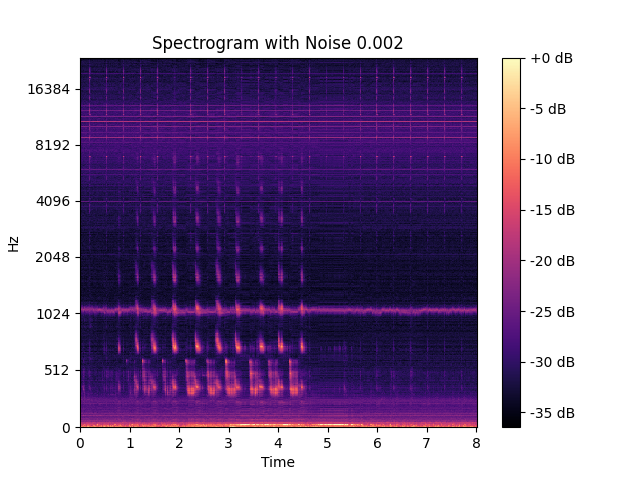 Spectrogram with Noise 0.002
Hz
16384
8192
4096
2048
1024
512
0
0 1 2 3 4 5 6 7 8
Time
+0 dB
-5 dB
-10 dB
-15 dB
-20 dB
-25 dB
-30 dB
-35 dB